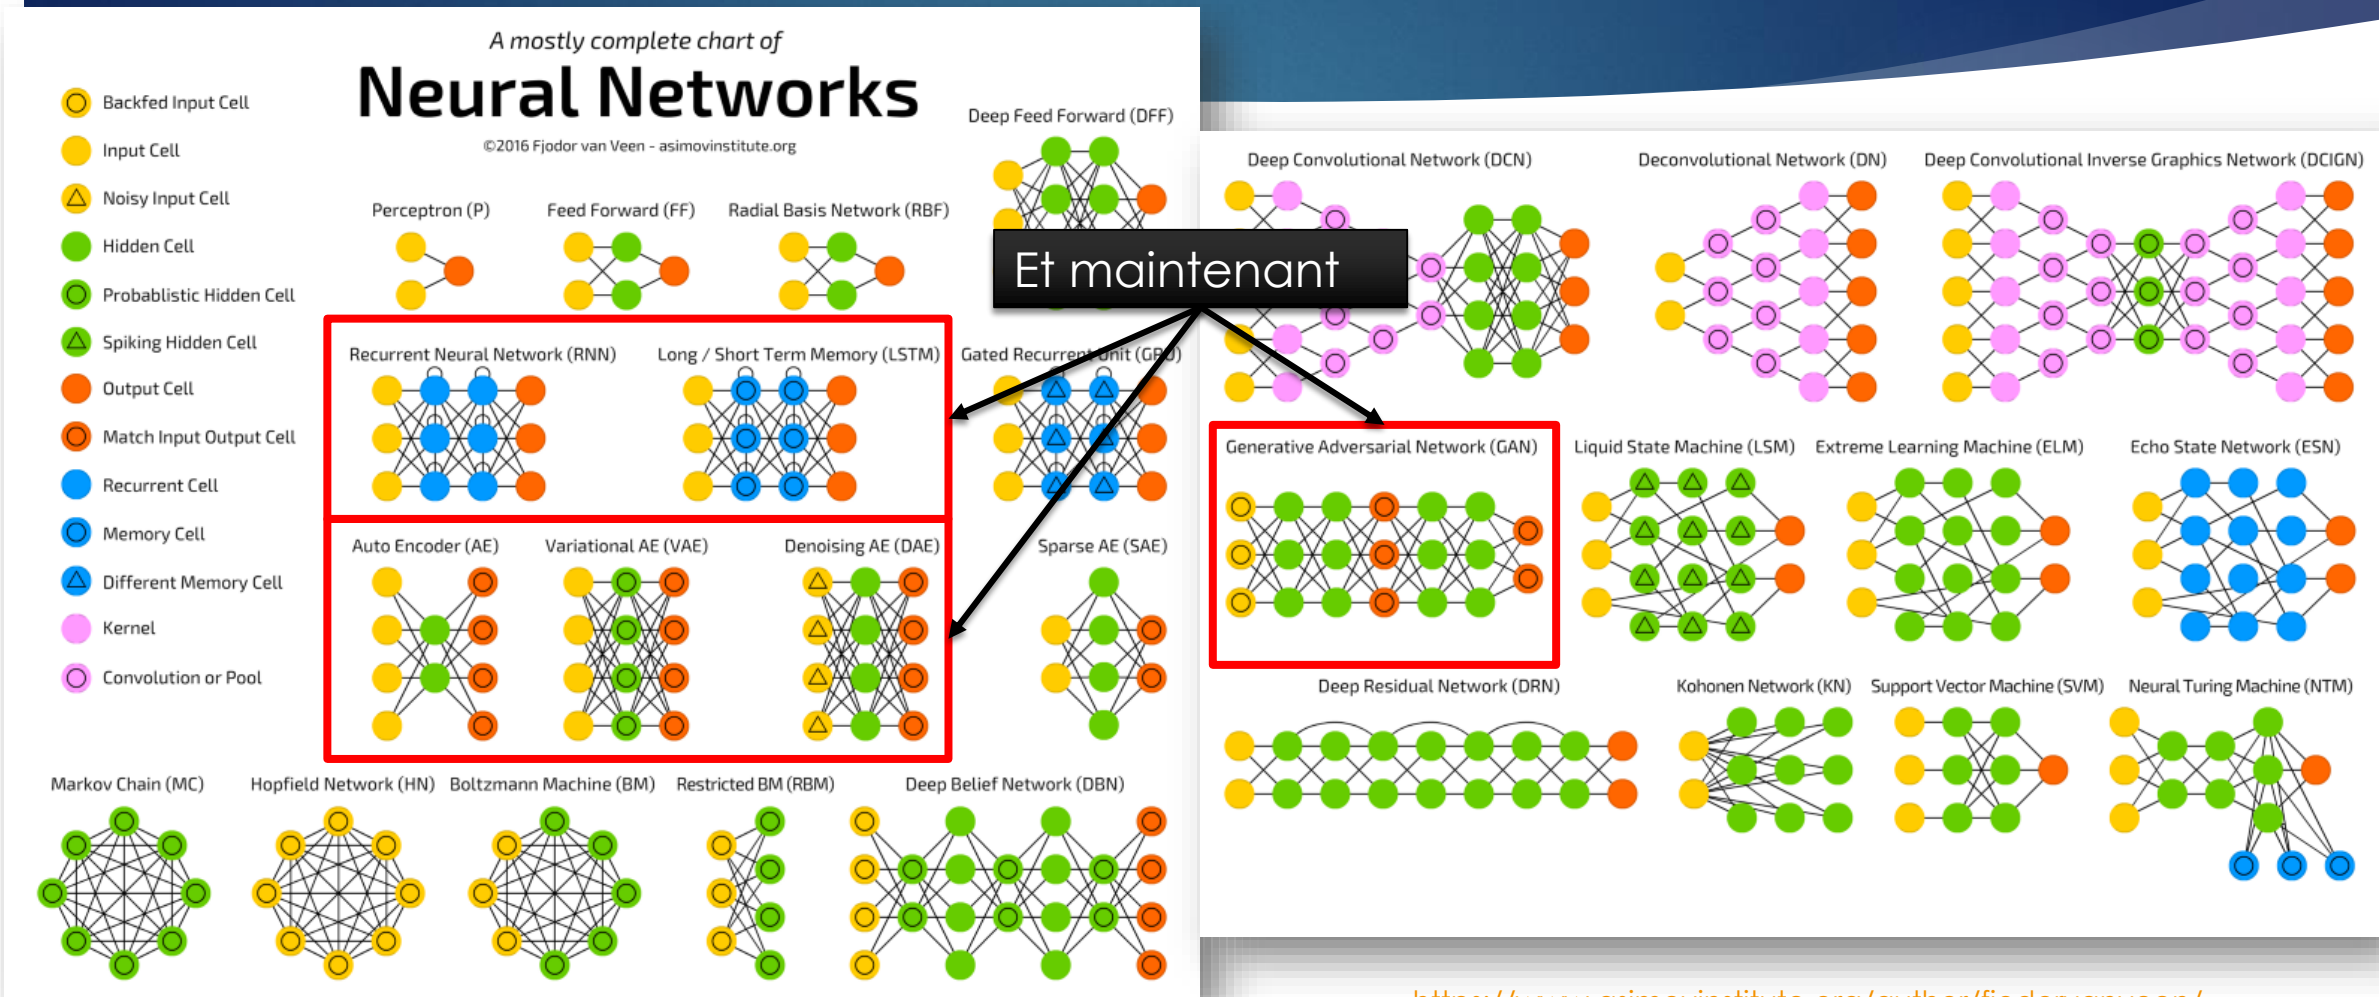 A mostly complete chart of
Neural Networks
©2016 Fjodor van Veen - asimovinstitute.org
Backfed Input Cell
Input Cell
Noisy Input Cell
Hidden Cell
Probablistic Hidden Cell
Spiking Hidden Cell
Output Cell
Match Input Output Cell
Recurrent Cell
Memory Cell
Different Memory Cell
Kernel
Convolution or Pool
Deep Feed Forward (DFF)
Perceptron (P)
Feed Forward (FF)
Radial Basis Network (RBF)
Et maintenant
Recurrent Neural Network (RNN)
Long / Short Term Memory (LSTM)
Gated Recurrent Unit (GRU)
Auto Encoder (AE)
Variational AE (VAE)
Denoising AE (DAE)
Sparse AE (SAE)
Markov Chain (MC)
Hopfield Network (HN)
Boltzmann Machine (BM)
Restricted BM (RBM)
Deep Belief Network (DBN)
Deep Convolutional Network (DCN)
Deconvolutional Network (DN)
Deep Convolutional Inverse Graphics Network (DCIGN)
Generative Adversarial Network (GAN)
Liquid State Machine (LSM)
Extreme Learning Machine (ELM)
Echo State Network (ESN)
Deep Residual Network (DRN)
Kohonen Network (KN)
Support Vector Machine (SVM)
Neural Turing Machine (NTM)